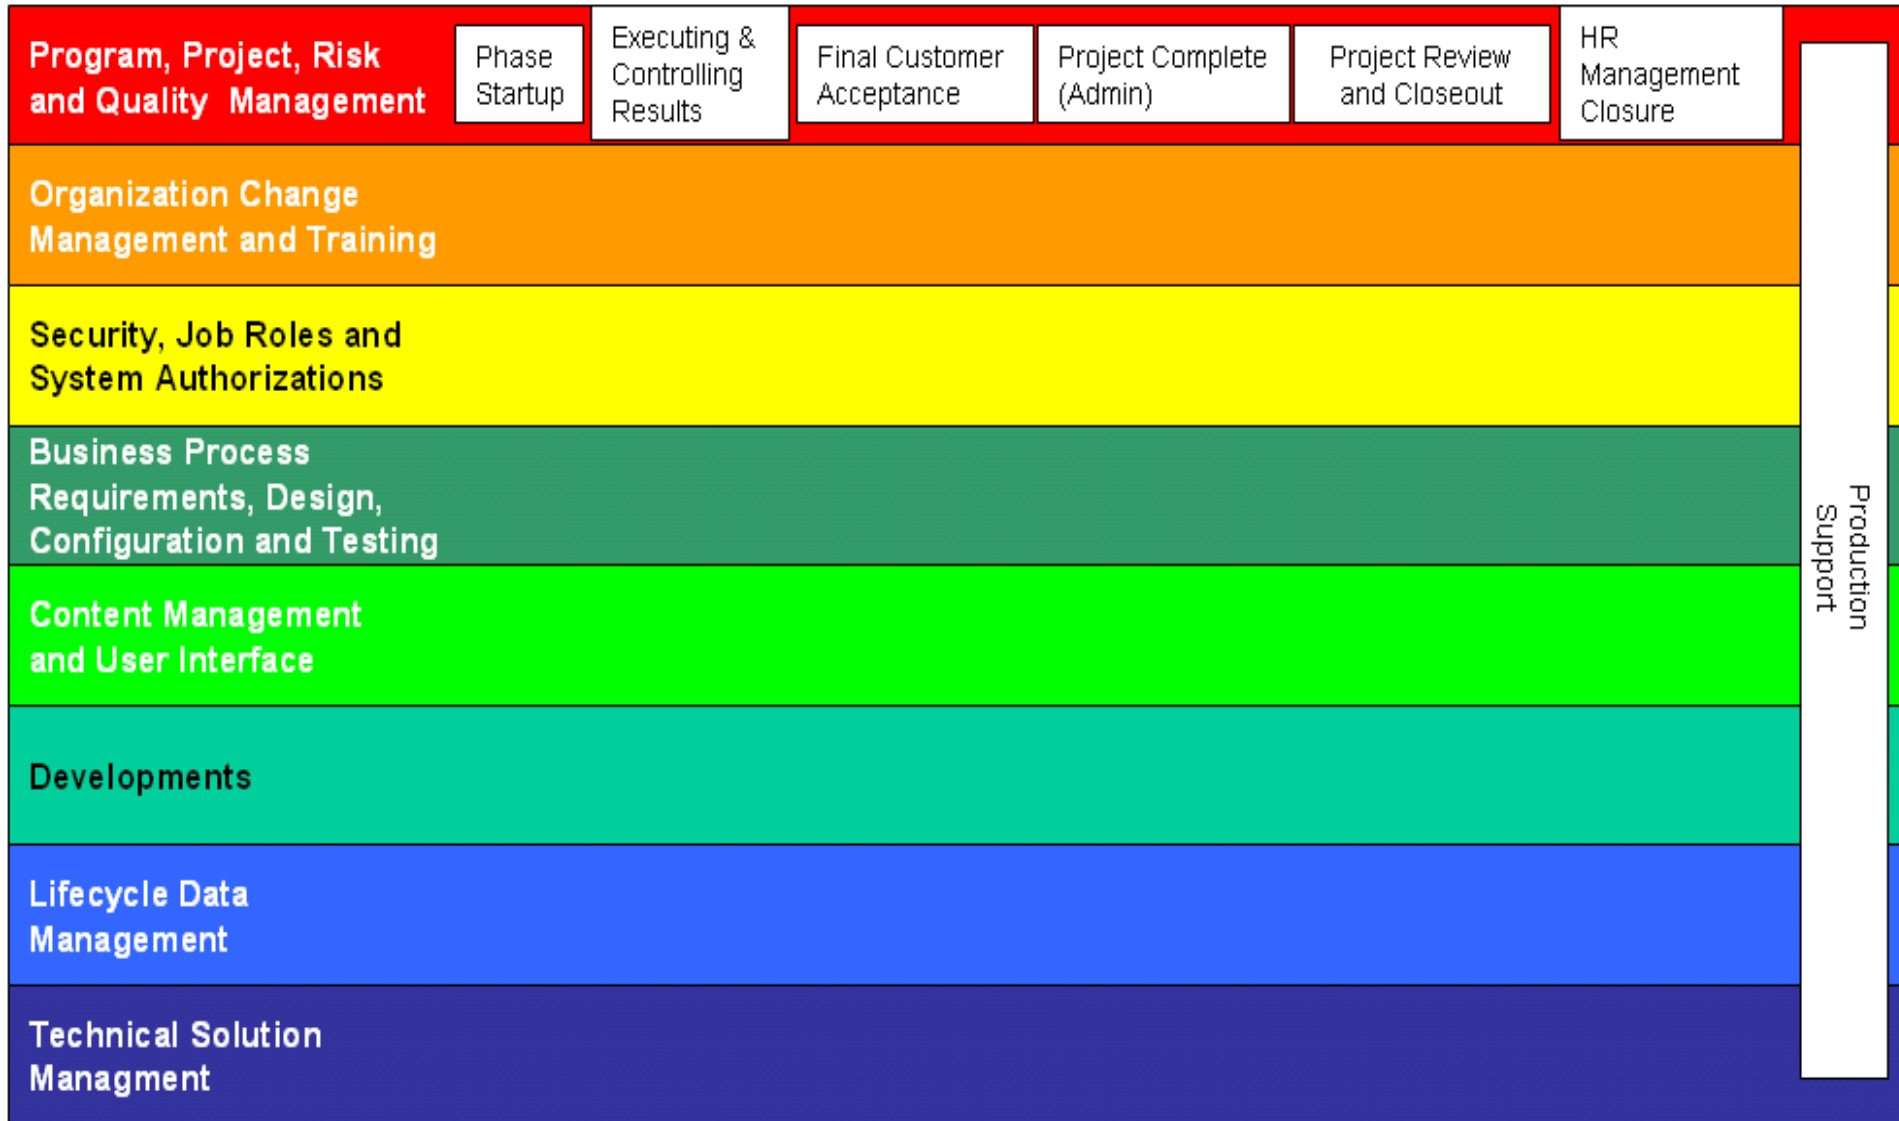 Program, Project, Risk
and Quality Management
Phase
Startup
Executing &
Controlling
Results
Final Customer
Acceptance
Project Complete
(Admin)
Project Review
and Closeout
HR
Management
Closure
Organization Change
Management and Training
Security, Job Roles and
System Authorizations
Business Process
Requirements, Design,
Configuration and Testing
Content Management
and User Interface
Developments
Lifecycle Data
Management
Technical Solution
Managment
Production
Support